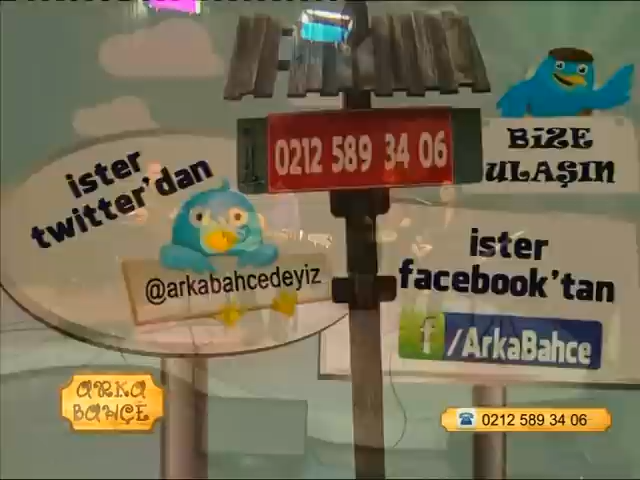 0212 589 34 06
BİZE
ULAŞIN
ister
twitter'dan
@arkabahcedeyiz
ister
facebook'tan
f /ArkaBahce
ARKA
BAHÇE
0212 589 34 06